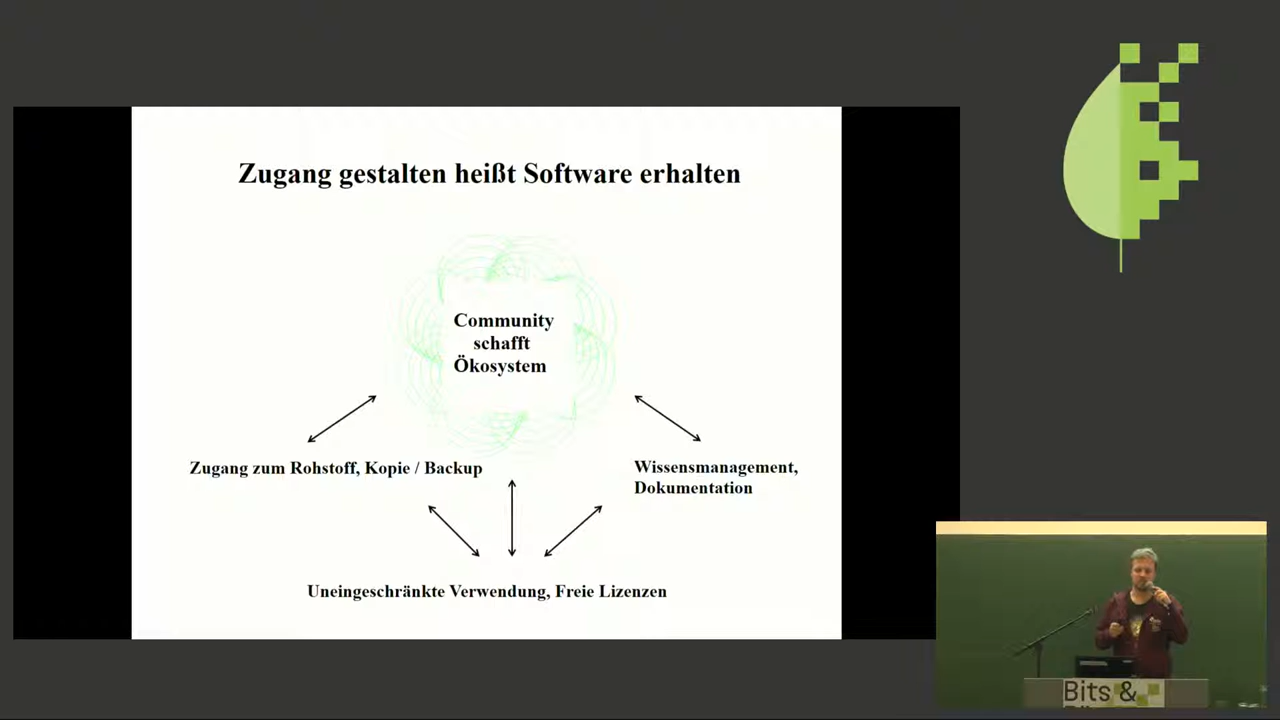 Zugang gestalten heißt Software erhalten
Community
schafft
Ökosystem
Zugang zum Rohstoff, Kopie / Backup
Wissensmanagement,
Dokumentation
Uneingeschränkte Verwendung, Freie Lizenzen
Bits &